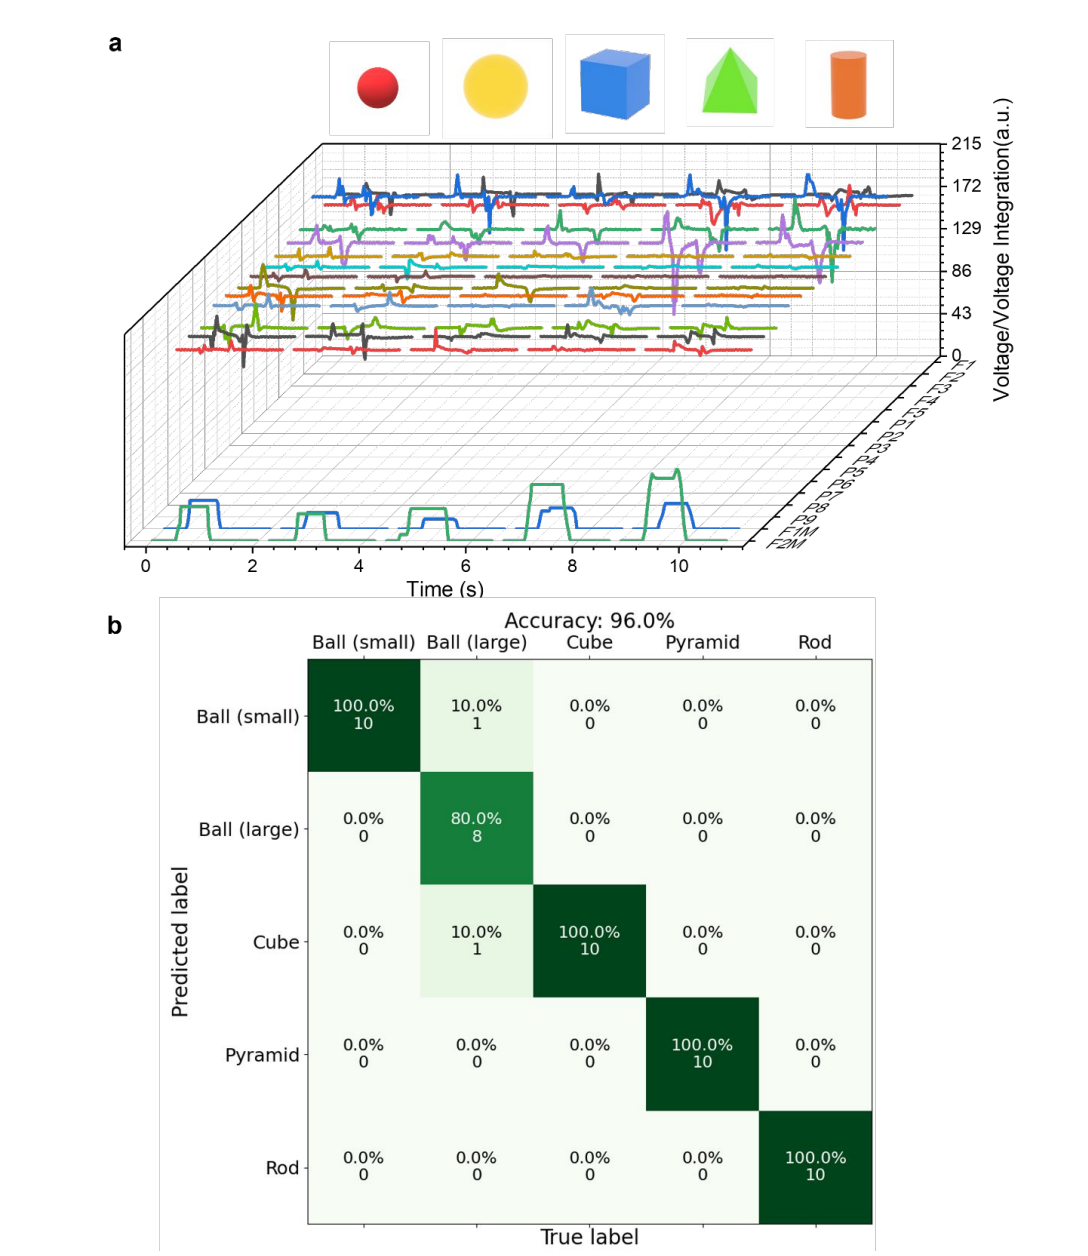 a
215
172
129
86
43
0
Voltage/Voltage Integration(a.u.)
F1
F2
F3
F4
F5
P1
P2
P3
P4
P5
P6
P7
P8
P9
F1M
F2M
0 2 4 6 8 10
Time (s)
b
Accuracy: 96.0%
Ball (small) Ball (large) Cube Pyramid Rod
Ball (small)
100.0% 10.0% 0.0% 0.0% 0.0%
10 1 0 0 0
Ball (large)
0.0% 80.0% 0.0% 0.0% 0.0%
0 8 0 0 0
Cube
0.0% 10.0% 100.0% 0.0% 0.0%
0 1 10 0 0
Pyramid
0.0% 0.0% 0.0% 100.0% 0.0%
0 0 0 10 0
Rod
0.0% 0.0% 0.0% 0.0% 100.0%
0 0 0 0 10
Predicted label
True label